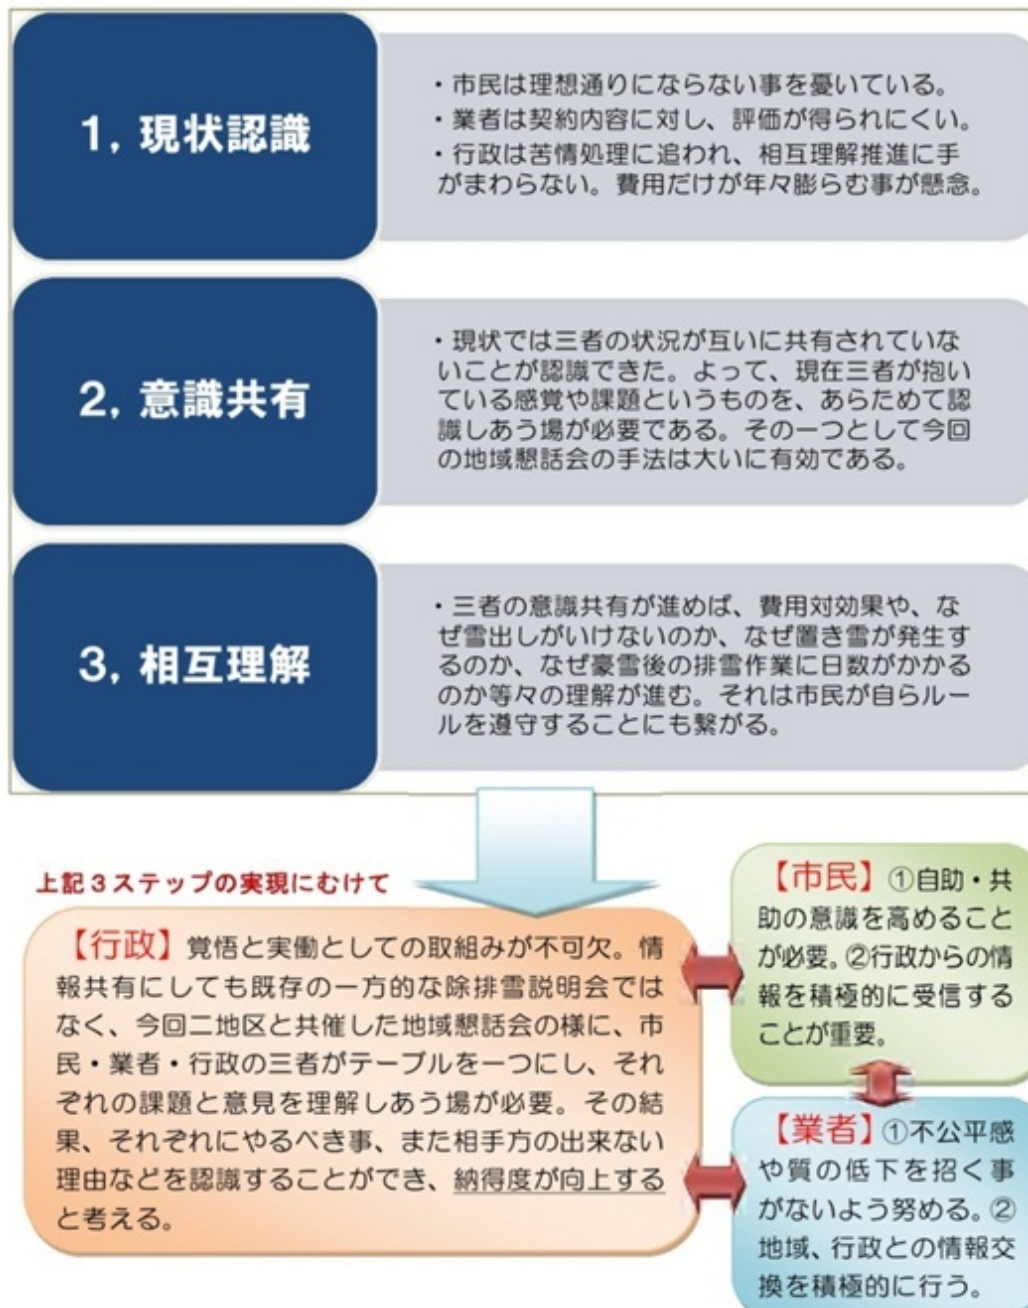 1, 現状認識
・市民は理想通りにならない事を憂いている。
・業者は契約内容に対し、評価が得られにくい。
・行政は苦情処理に追われ、相互理解推進に手
がまわらない。費用だけが年々膨らむ事が懸念。
2, 意識共有
・現状では三者の状況が互いに共有されていな
いことが認識できた。よって、現在三者が抱い
ている感覚や課題というものを、あらためて認
識しあう場が必要である。その一つとして今回
の地域懇話会の手法は大いに有効である。
3, 相互理解
・三者の意識共有が進めば、費用対効果や、な
ぜ雪出しがいけないのか、なぜ置き雪が発生す
るのか、なぜ豪雪後の排雪作業に日数がかかる
のか等々の理解が進む。それは市民が自らルー
ルを遵守することにも繋がる。
上記３ステップの実現にむけて
【行政】覚悟と実働としての取組みが不可欠。情
報共有にしても既存の一方的な除排雪説明会では
なく、今回二地区と共催した地域懇話会の様に、市
民・業者・行政の三者がテーブルを一つにし、それ
ぞれの課題と意見を理解しあう場が必要。その結
果、それぞれにやるべき事、また相手方の出来ない
理由などを認識することができ、納得度が向上する
と考える。
【市民】①自助・共
助の意識を高めること
が必要。②行政からの情
報を積極的に受信する
ことが重要。
【業者】①不公平感
や質の低下を招く事
がないよう努める。②
地域、行政との情報交
換を積極的に行う。